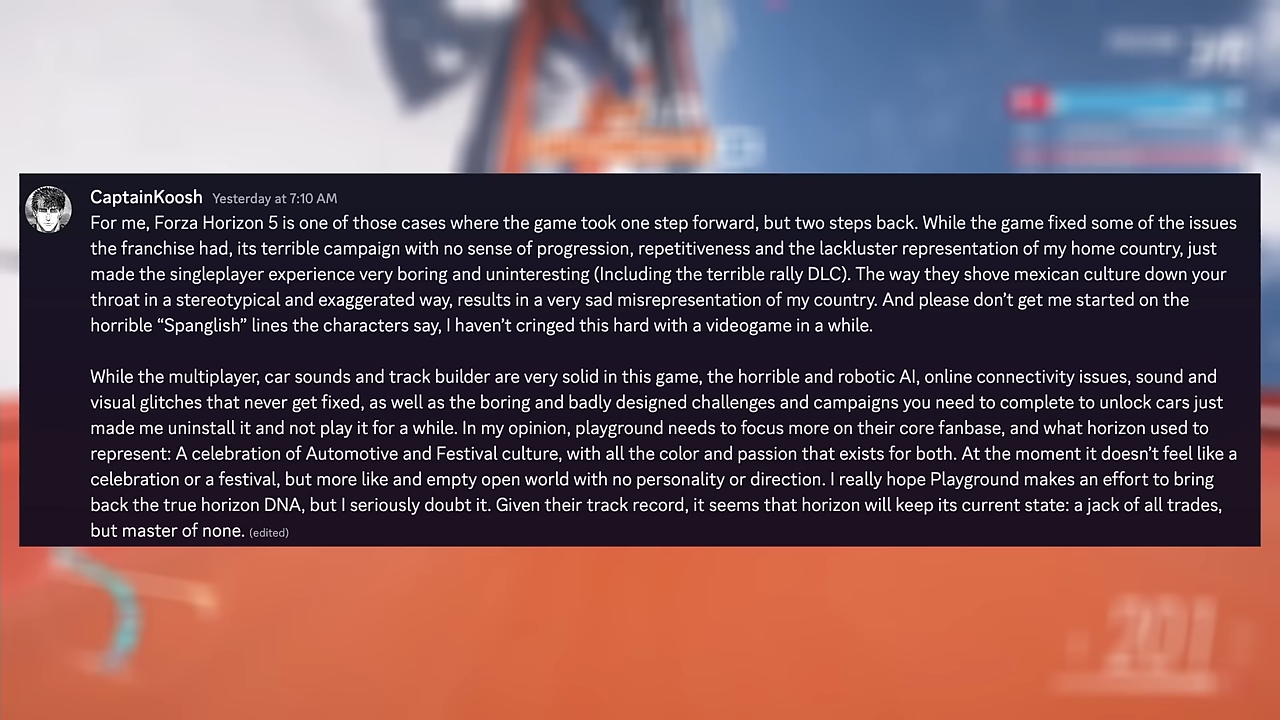 CaptainKoosh Yesterday at 7:10 AM
For me, Forza Horizon 5 is one of those cases where the game took one step forward, but two steps back. While the game fixed some of the issues
the franchise had, its terrible campaign with no sense of progression, repetitiveness and the lackluster representation of my home country, just
made the singleplayer experience very boring and uninteresting (Including the terrible rally DLC). The way they shove mexican culture down your
throat in a stereotypical and exaggerated way, results in a very sad misrepresentation of my country. And please don't get me started on the
horrible “Spanglish” lines the characters say, I haven't cringed this hard with a videogame in a while.
While the multiplayer, car sounds and track builder are very solid in this game, the horrible and robotic AI, online connectivity issues, sound and
visual glitches that never get fixed, as well as the boring and badly designed challenges and campaigns you need to complete to unlock cars just
made me uninstall it and not play it for a while. In my opinion, playground needs to focus more on their core fanbase, and what horizon used to
represent: A celebration of Automotive and Festival culture, with all the color and passion that exists for both. At the moment it doesn't feel like a
celebration or a festival, but more like and empty open world with no personality or direction. I really hope Playground makes an effort to bring
back the true horizon DNA, but I seriously doubt it. Given their track record, it seems that horizon will keep its current state: a jack of all trades,
but master of none. (edited)
201